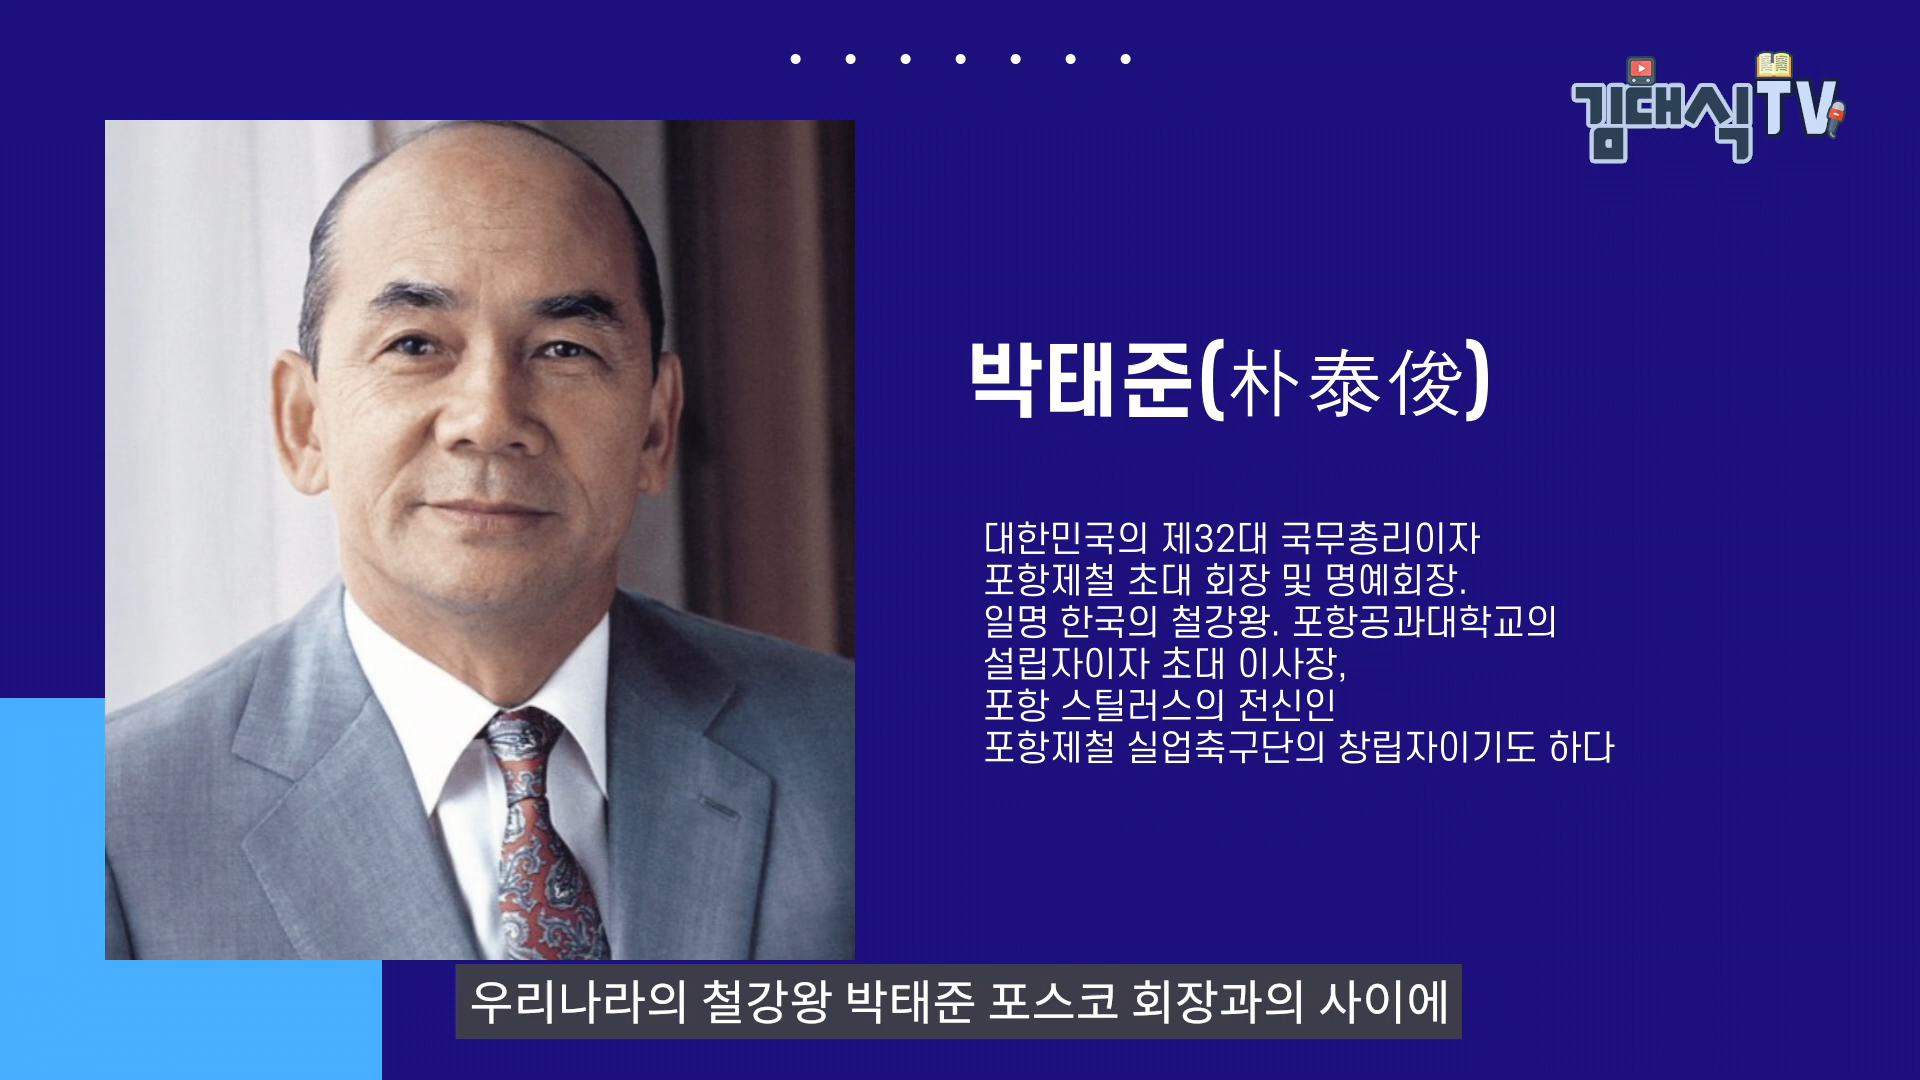 김대식TV
박태준(朴泰俊)
대한민국의 제32대 국무총리이자
포항제철 초대 회장 및 명예회장.
일명 한국의 철강왕. 포항공과대학교의
설립자이자 초대 이사장,
포항 스틸러스의 전신인
포항제철 실업축구단의 창립자이기도 하다
우리나라의 철강왕 박태준 포스코 회장과의 사이에